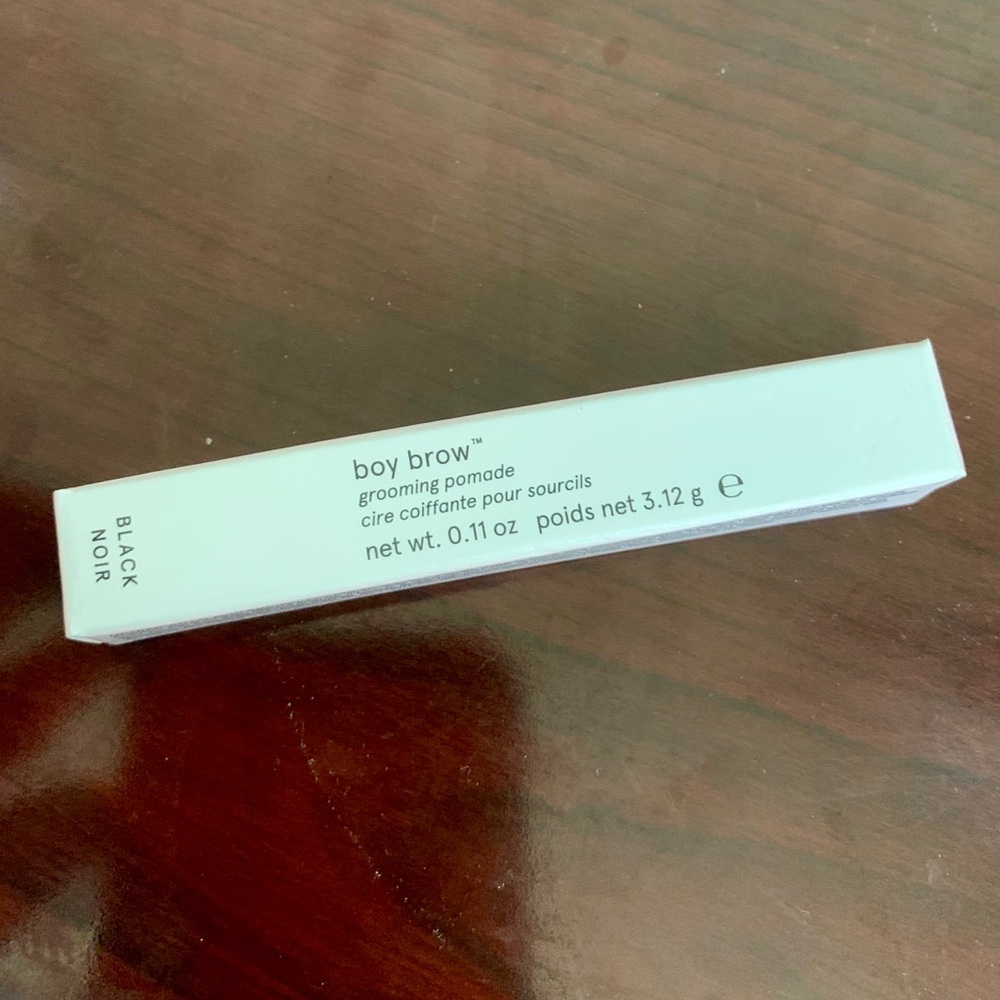 boy brow™
grooming pomade
cire coiffante pour sourcils
net wt. 0.11 oz poids net 3.12 g ℮
BLACK
NOIR